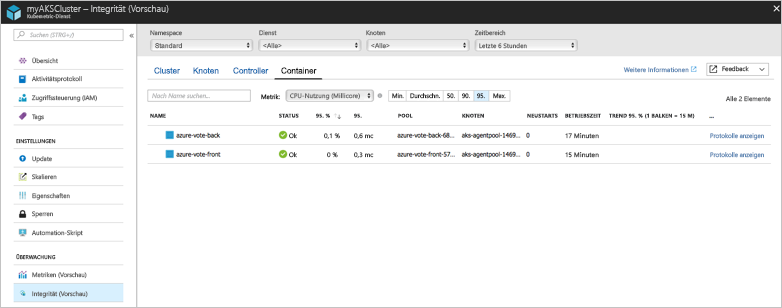 myAKSCluster – Integrität (Vorschau)
Kubernetic-Dienst
Suchen (STRG+/)
Übersicht
Aktivitätsprotokoll
Zugriffssteuerung (IAM)
Tags
EINSTELLUNGEN
Update
Skalieren
Eigenschaften
Sperren
Automation-Skript
ÜBERWACHUNG
Metriken (Vorschau)
Integrität (Vorschau)
Namespace Dienst Knoten Zeitbereich
Standard <Alle> <Alle> Letzte 6 Stunden
Cluster Knoten Controller Container Weitere Informationen Feedback
Nach Name suchen... Metrik: CPU-Nutzung (Millicore) Min. Durchschn. 50. 90. 95. Max. Alle 2 Elemente
NAME STATUS 95. % 95. POOL KNOTEN NEUSTARTS BETRIEBSZEIT TREND 95. % (1 BALKEN = 15 M) ...
azure-vote-back Ok 0,1 % 0,6 mc azure-vote-back-68... aks-agentpool-1469... 0 17 Minuten Protokolle anzeigen
azure-vote-front Ok 0 % 0,3 mc azure-vote-front-57... aks-agentpool-1469... 0 15 Minuten Protokolle anzeigen